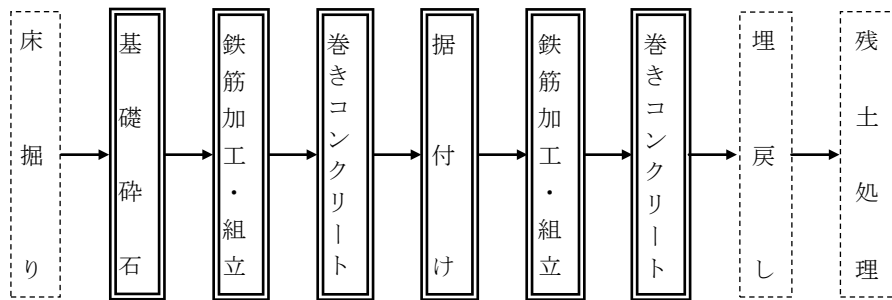 床掘り
基礎砕石
鉄筋加工・組立
巻きコンクリート
据付け
鉄筋加工・組立
巻きコンクリート
埋戻し
残土処理